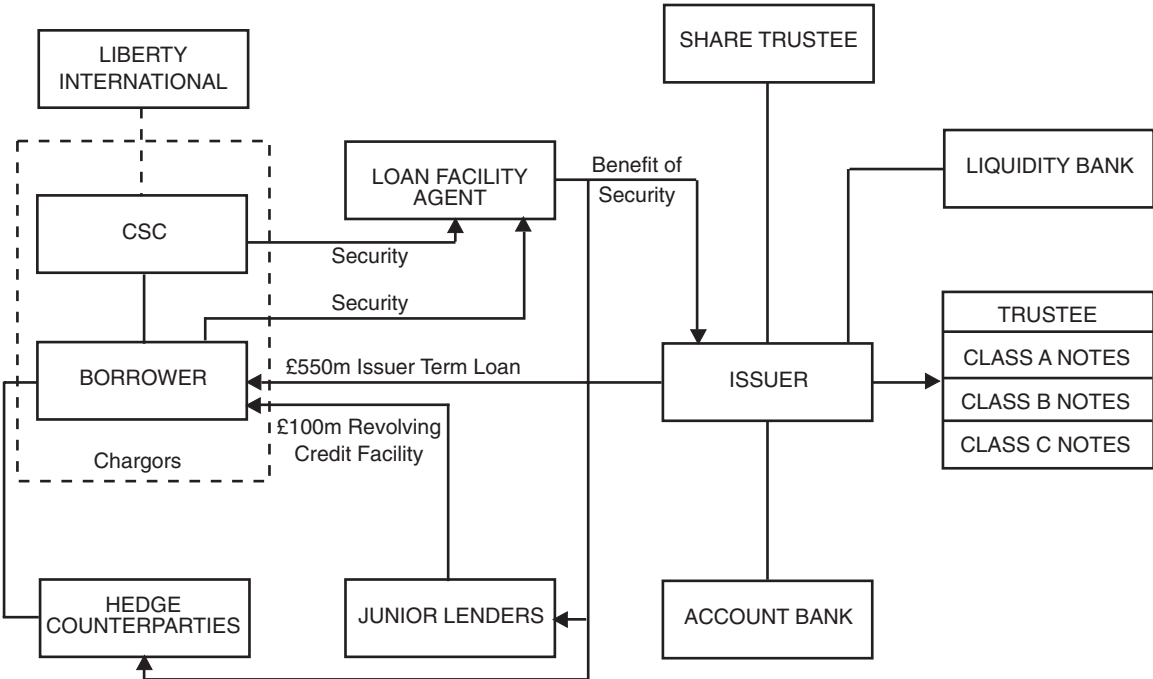 SHARE TRUSTEE
LIBERTY
INTERNATIONAL
LOAN FACILITY
AGENT
Benefit of
Security
LIQUIDITY BANK
CSC
Security
Security
TRUSTEE
CLASS A NOTES
CLASS B NOTES
CLASS C NOTES
BORROWER
£550m Issuer Term Loan
ISSUER
£100m Revolving
Credit Facility
Chargors
HEDGE
COUNTERPARTIES
JUNIOR LENDERS
ACCOUNT BANK